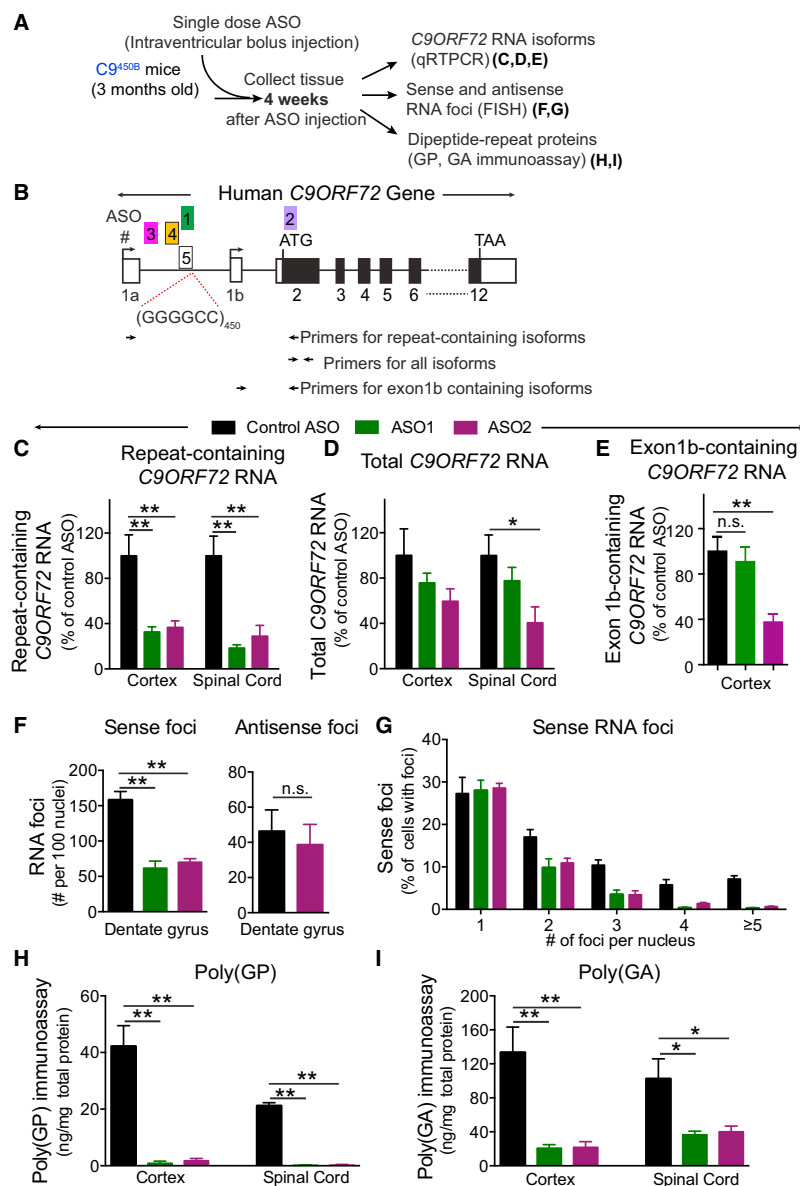 A
Single dose ASO
(Intraventricular bolus injection)
C9450B mice
(3 months old)
Collect tissue
4 weeks
after ASO injection
C9ORF72 RNA isoforms
(qRTPCR) (C,D,E)
Sense and antisense
RNA foci (FISH) (F,G)
Dipeptide-repeat proteins
(GP, GA immunoassay) (H,I)
B
Human C9ORF72 Gene
ASO
#
3 4 1 5 2
ATG
TAA
1a 1b 2 3 4 5 6 12
(GGGGCC)450
Primers for repeat-containing isoforms
Primers for all isoforms
Primers for exon1b containing isoforms
Control ASO ASO1 ASO2
C
Repeat-containing
C9ORF72 RNA
Repeat-containing
C9ORF72 RNA
(% of control ASO)
120
80
40
0
** ** ** **
Cortex Spinal Cord
D
Total C9ORF72 RNA
Total C9ORF72 RNA
(% of control ASO)
120
80
40
0
*
Cortex Spinal Cord
E
Exon1b-containing
C9ORF72 RNA
Exon 1b-containing
C9ORF72 RNA
(% of control ASO)
120
80
40
0
**
n.s.
Cortex
F
Sense foci
RNA foci
(# per 100 nuclei)
200
150
100
50
0
**
**
Dentate gyrus
Antisense foci
80
60
40
20
0
n.s.
Dentate gyrus
G
Sense RNA foci
Sense foci
(% of cells with foci)
40
30
20
10
0
1 2 3 4 ≥5
# of foci per nucleus
H
Poly(GP)
Poly(GP) immunoassay
(ng/mg total protein)
60
40
20
0
**
**
**
**
Cortex Spinal Cord
I
Poly(GA)
Poly(GA) immunoassay
(ng/mg total protein)
200
160
120
80
40
0
**
**
*
*
Cortex Spinal Cord